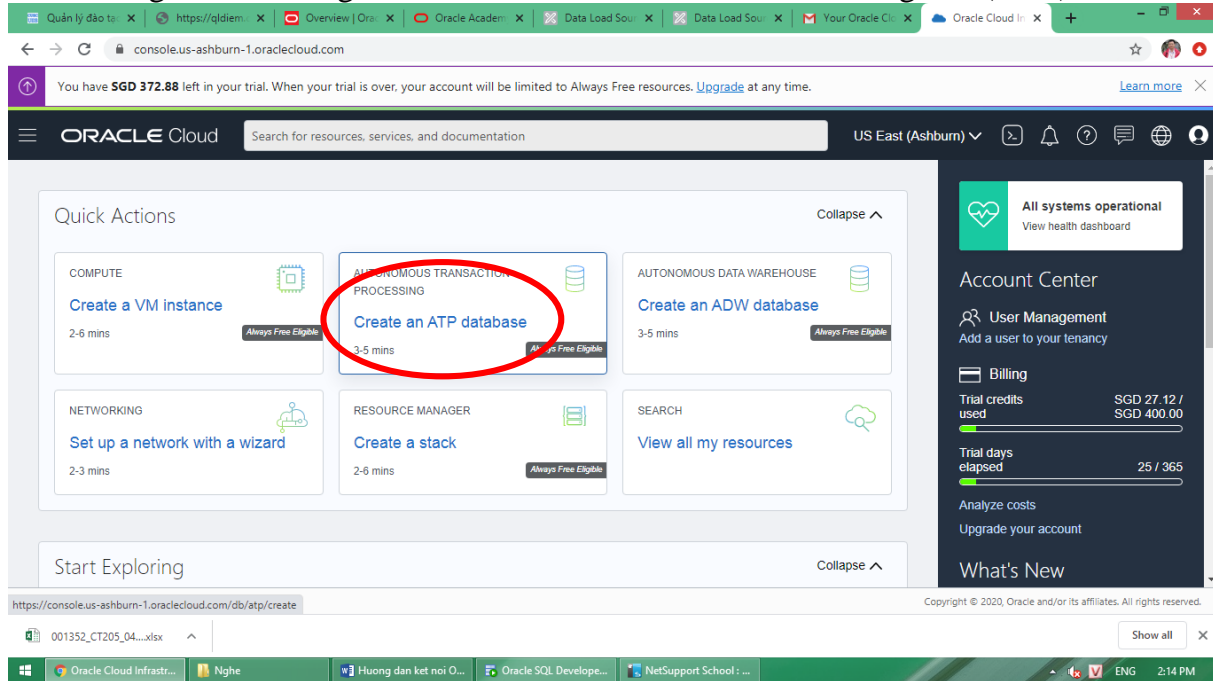 Quản lý đào tạc
https://qldiem.c
Overview | Orac
Oracle Academ
Data Load Sour
Data Load Sour
Your Oracle Clo
Oracle Cloud In
console.us-ashburn-1.oraclecloud.com
You have SGD 372.88 left in your trial. When your trial is over, your account will be limited to Always Free resources. Upgrade at any time.
Learn more
ORACLE Cloud
Search for resources, services, and documentation
US East (Ashburn)
Quick Actions
Collapse
COMPUTE
Create a VM instance
2-6 mins
Always Free Eligible
AUTONOMOUS TRANSACTION
PROCESSING
Create an ATP database
3-5 mins
Always Free Eligible
AUTONOMOUS DATA WAREHOUSE
Create an ADW database
3-5 mins
Always Free Eligible
NETWORKING
Set up a network with a wizard
2-3 mins
RESOURCE MANAGER
Create a stack
2-6 mins
Always Free Eligible
SEARCH
View all my resources
Start Exploring
Collapse
All systems operational
View health dashboard
Account Center
User Management
Add a user to your tenancy
Billing
Trial credits used
SGD 27.12 / SGD 400.00
Trial days elapsed
25 / 365
Analyze costs
Upgrade your account
What's New
https://console.us-ashburn-1.oraclecloud.com/db/atp/create
Copyright © 2020, Oracle and/or its affiliates. All rights reserved.
001352_CT205_04....xlsx
Show all
Oracle Cloud Infrastr...
Nghe
Huong dan ket noi O...
Oracle SQL Develope...
NetSupport School : ...
ENG
2:14 PM